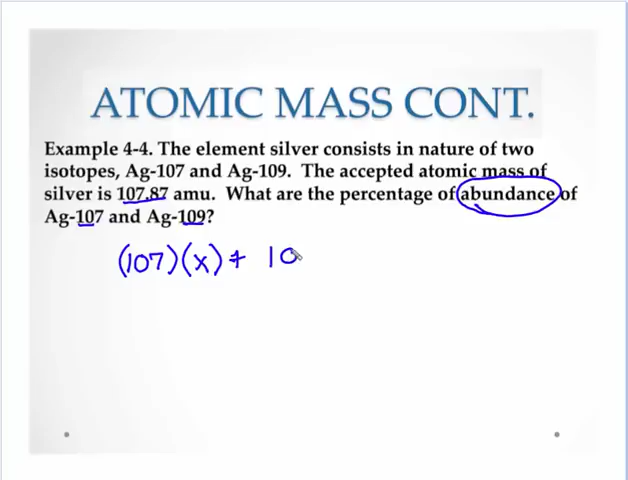 ATOMIC MASS CONT.
Example 4-4. The element silver consists in nature of two
isotopes, Ag-107 and Ag-109. The accepted atomic mass of
silver is 107.87 amu. What are the percentage of abundance of
Ag-107 and Ag-109?
(107)(x) + 10